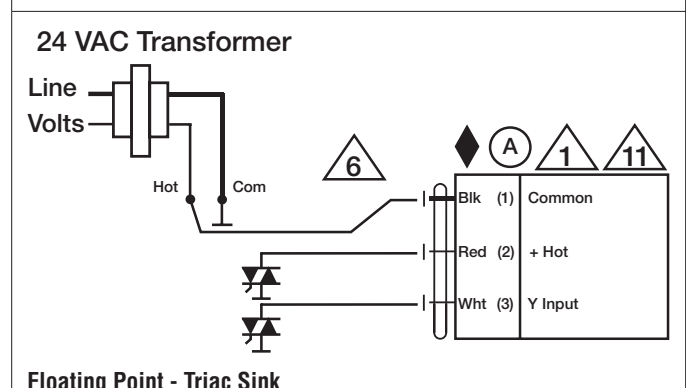 24 VAC Transformer
Line
Volts
Hot
Com
6
A
1
11
Blk (1) Common
Red (2) + Hot
Wht (3) Y Input
Floating Point - Triac Sink